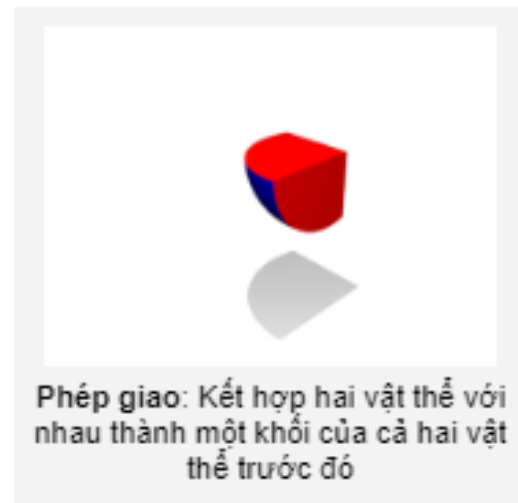 Phép giao: Kết hợp hai vật thể với
nhau thành một khối của cả hai vật
thể trước đó